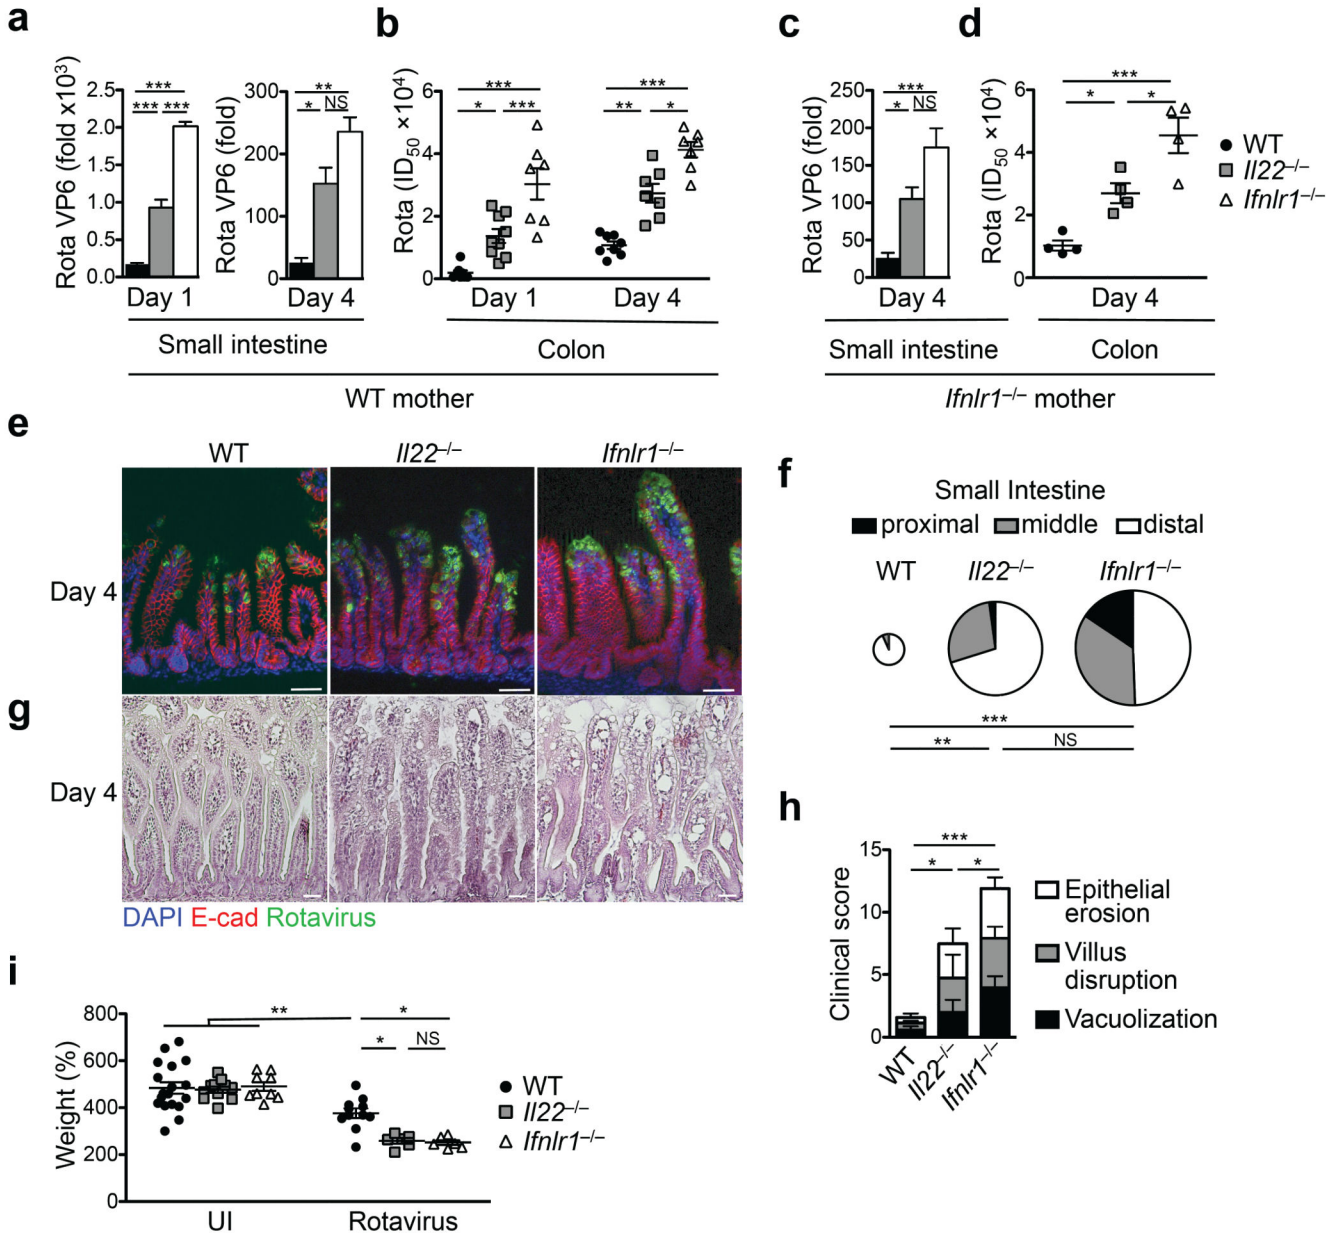 a
b
c
d
Rota VP6 (fold x10³)
2.5
2.0
1.5
1.0
0.5
0.0
***
*** ***
Day 1
Rota VP6 (fold)
300
200
100
0
**
* NS
Day 4
Small intestine
Rota (ID₅₀ ×10⁴)
6
4
2
0
***
* ***
Day 1
***
** *
Day 4
Colon
WT mother
Rota VP6 (fold)
250
200
150
100
50
0
***
* NS
Day 4
Small intestine
Rota (ID₅₀ ×10⁴)
6
4
2
0
***
* *
Day 4
Colon
Ifnlr1⁻/⁻ mother
WT
Il22⁻/⁻
Ifnlr1⁻/⁻
e
WT Il22⁻/⁻ Ifnlr1⁻/⁻
Day 4
g
Day 4
DAPI E-cad Rotavirus
f
Small Intestine
proximal middle distal
WT Il22⁻/⁻ Ifnlr1⁻/⁻
***
** NS
h
Clinical score
15
10
5
0
***
* *
WT Il22⁻/⁻ Ifnlr1⁻/⁻
Epithelial
erosion
Villus
disruption
Vacuolization
i
Weight (%)
800
600
400
200
0
** *
* NS
UI Rotavirus
WT
Il22⁻/⁻
Ifnlr1⁻/⁻